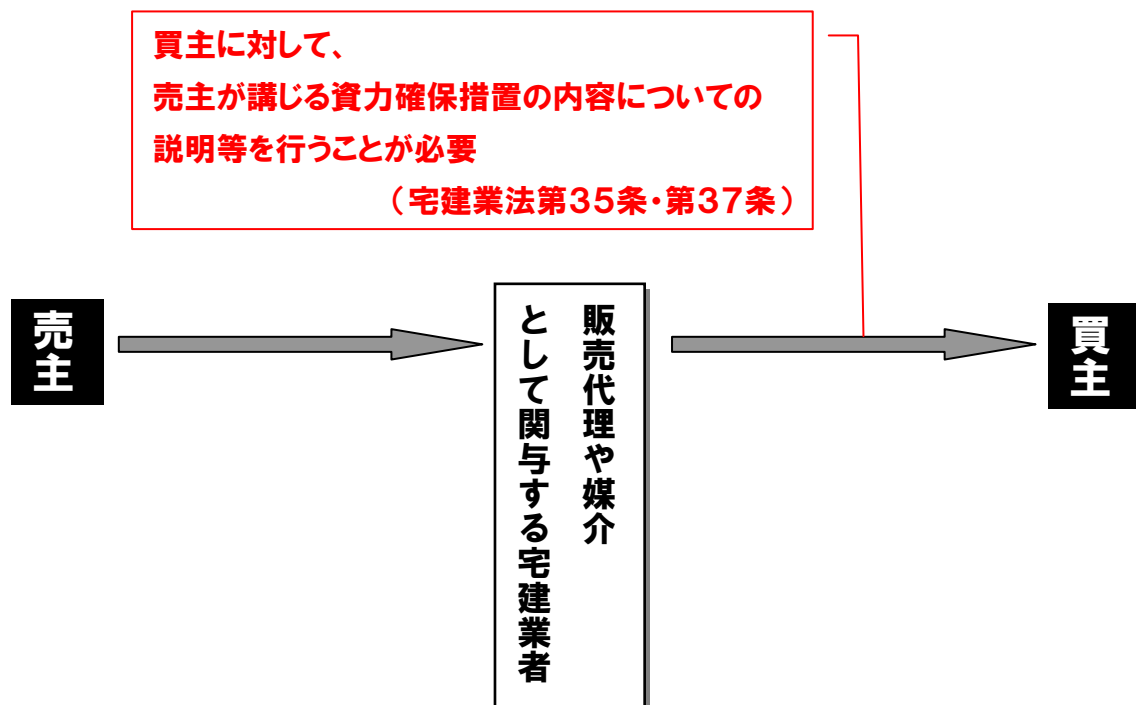 買主に対して、
売主が講じる資力確保措置の内容についての
説明等を行うことが必要
（宅建業法第35条・第37条）
売主
販売代理や媒介
として関与する宅建業者
買主